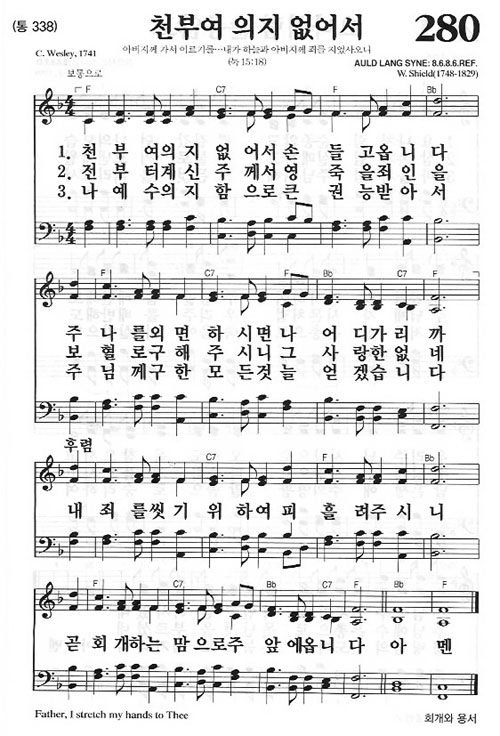 (통 338)
천부여 의지 없어서
280
C. Wesley, 1741
아버지께 가서 이르기를…내가 하늘과 아버지께 죄를 지었사오니
(눅 15:18)
AULD LANG SYNE: 8.6.8.6.REF.
W. Shield(1748-1829)
보통으로
F C7 F Bb
1. 천 부 여의 지 없 어서 손 들 고옵 니 다
2. 전 부 터계 신 주 께서 영 죽 을죄 인 을
3. 나 예 수의 지 함 으로 큰 권 능받 아 서
F C7 F C7 F
주 나 를외 면 하 시면 나 어 디가 리 까
보 혈 로구 해 주 시니 그 사 랑한 없 네
주 님 께구 한 모 든것 늘 얻 겠습 니 다
후렴
F C7 F Bb
내 죄 를씻 기 위 하여 피 흘 려주 시 니
F C7 F C7 F Bb F
곧 회 개하 는 맘 으로 주 앞 에옵 니 다 아 멘
Father, I stretch my hands to Thee
회개와 용서